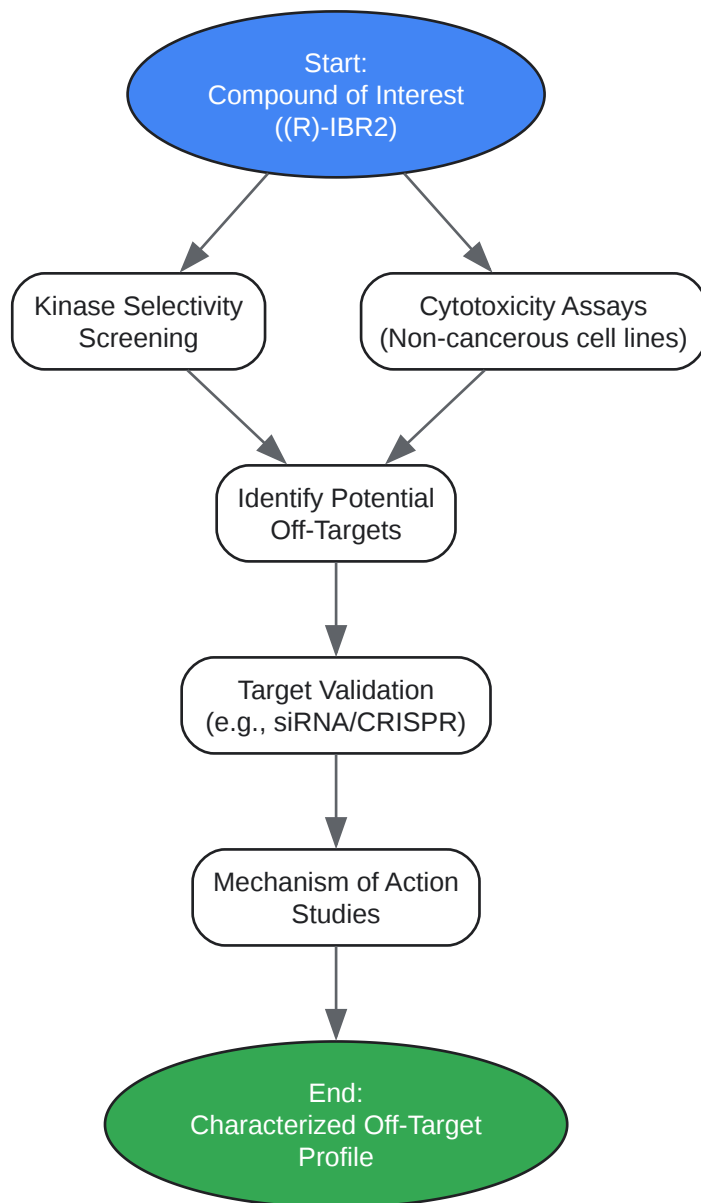 Start:
Compound of Interest
((R)-IBR2)
Kinase Selectivity
Screening
Cytotoxicity Assays
(Non-cancerous cell lines)
Identify Potential
Off-Targets
Target Validation
(e.g., siRNA/CRISPR)
Mechanism of Action
Studies
End:
Characterized Off-Target
Profile